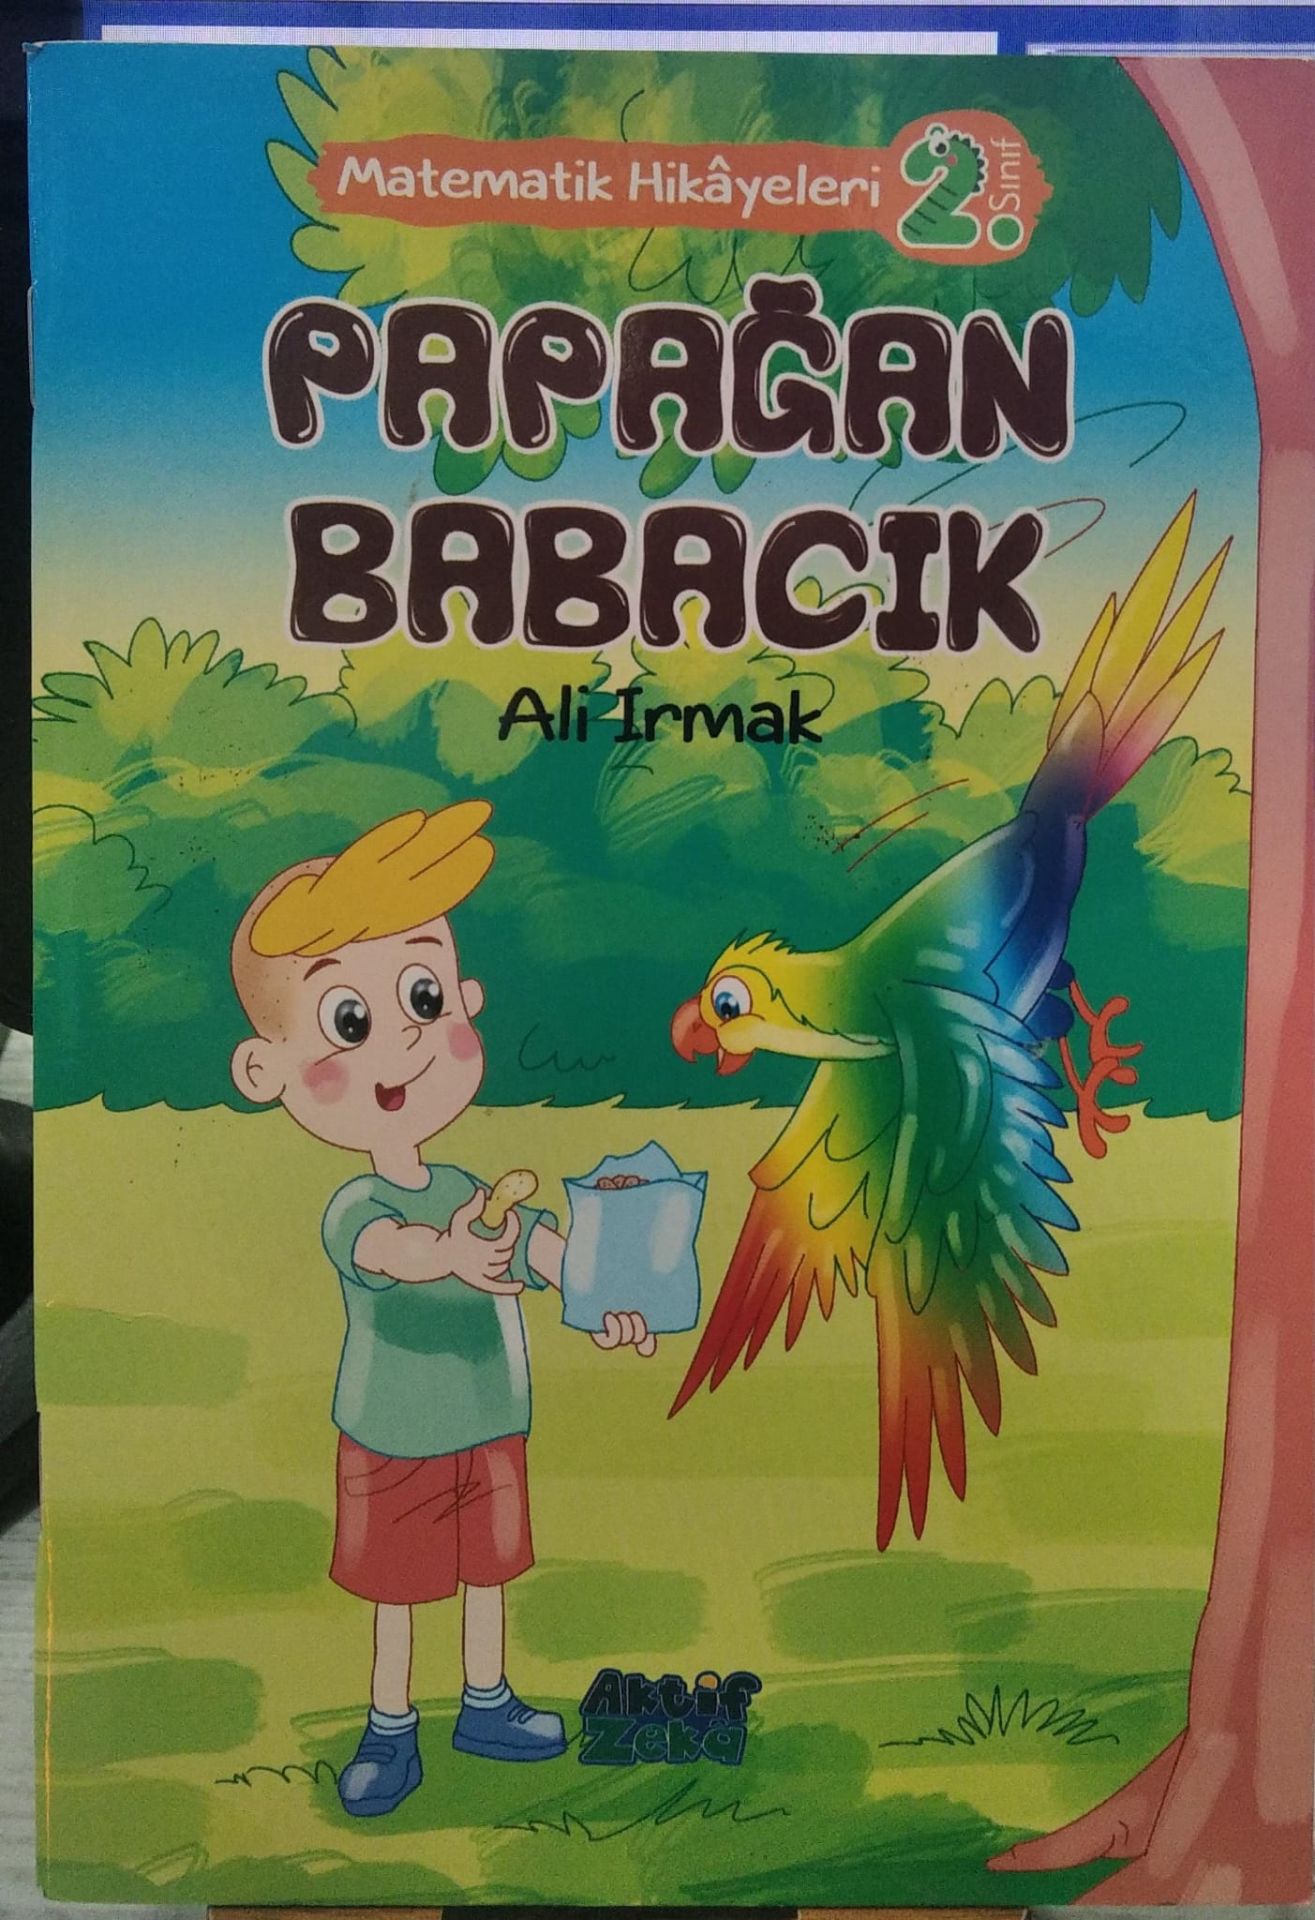 Matematik Hikâyeleri 2. Sınıf
PAPAĞAN
BABACIK
Ali Irmak
Aktif
Zekâ